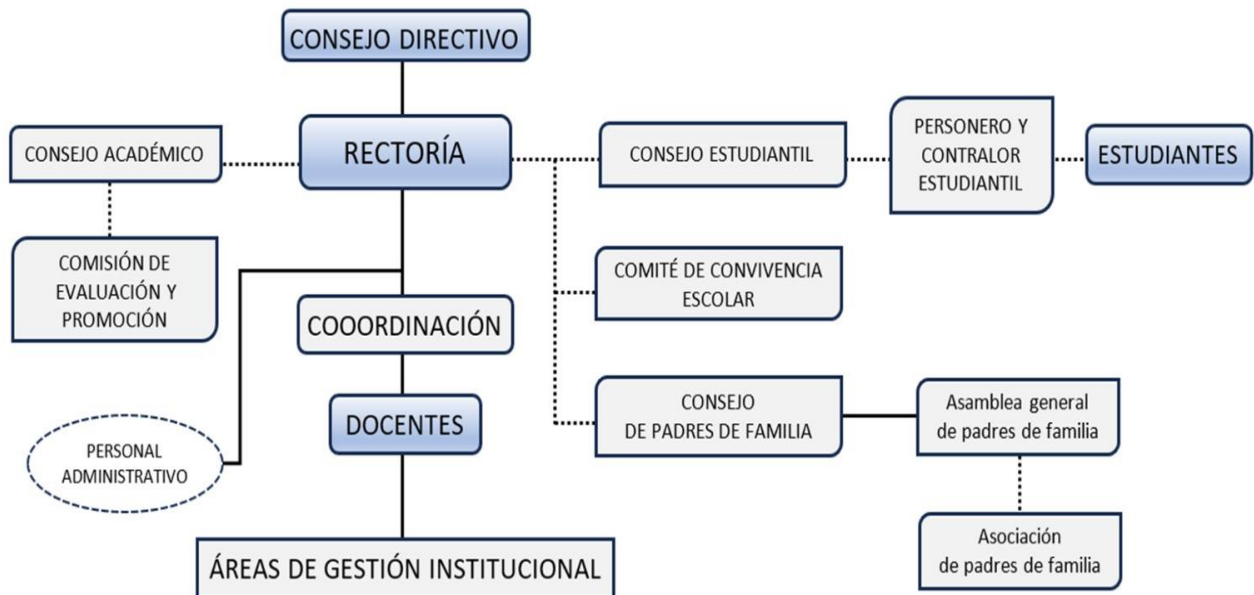 CONSEJO DIRECTIVO
CONSEJO ACADÉMICO
RECTORÍA
CONSEJO ESTUDIANTIL
PERSONERO Y
CONTRALOR
ESTUDIANTIL
ESTUDIANTES
COMISIÓN DE
EVALUACIÓN Y
PROMOCIÓN
COMITÉ DE CONVIVENCIA
ESCOLAR
COOORDINACIÓN
DOCENTES
CONSEJO
DE PADRES DE FAMILIA
Asamblea general
de padres de familia
PERSONAL
ADMINISTRATIVO
Asociación
de padres de familia
ÁREAS DE GESTIÓN INSTITUCIONAL